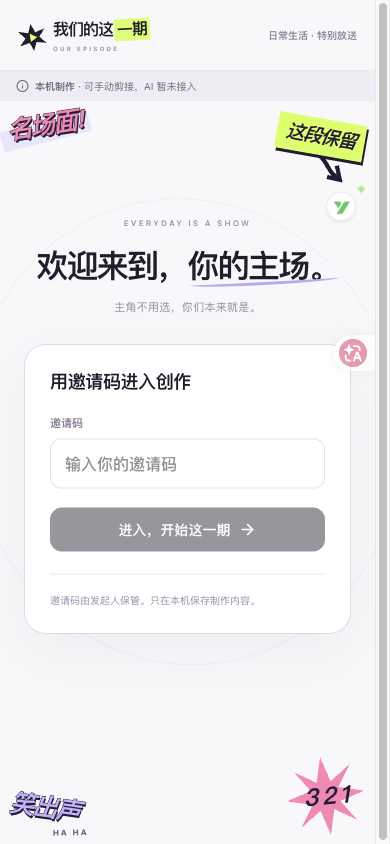 我们的这一期
OUR EPISODE
日常生活 · 特别放送
本机制作 · 可手动剪接，AI 暂未接入
名场面!
这段保留
EVERYDAY IS A SHOW
欢迎来到，你的主场。
主角不用选，你们本来就是。
用邀请码进入创作
邀请码
输入你的邀请码
进入，开始这一期 →
邀请码由发起人保管。只在本机保存制作内容。
笑出声
HA HA
321